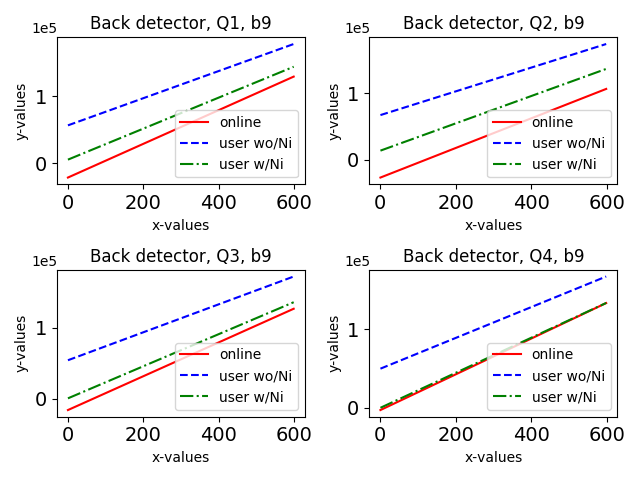 Back detector, Q1, b9
1e5
y-values
1
0
online
user wo/Ni
user w/Ni
0 200 400 600
x-values
Back detector, Q2, b9
1e5
y-values
1
0
online
user wo/Ni
user w/Ni
0 200 400 600
x-values
Back detector, Q3, b9
1e5
y-values
1
0
online
user wo/Ni
user w/Ni
0 200 400 600
x-values
Back detector, Q4, b9
1e5
y-values
1
0
online
user wo/Ni
user w/Ni
0 200 400 600
x-values